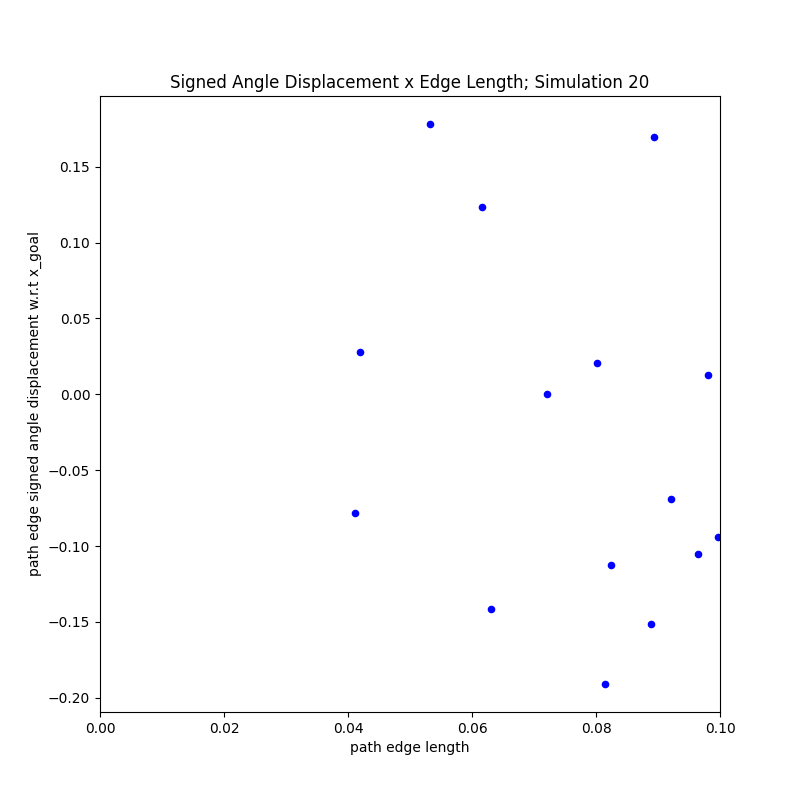 Signed Angle Displacement x Edge Length; Simulation 20
path edge signed angle displacement w.r.t x_goal
0.15
0.10
0.05
0.00
−0.05
−0.10
−0.15
−0.20
0.00 0.02 0.04 0.06 0.08 0.10
path edge length